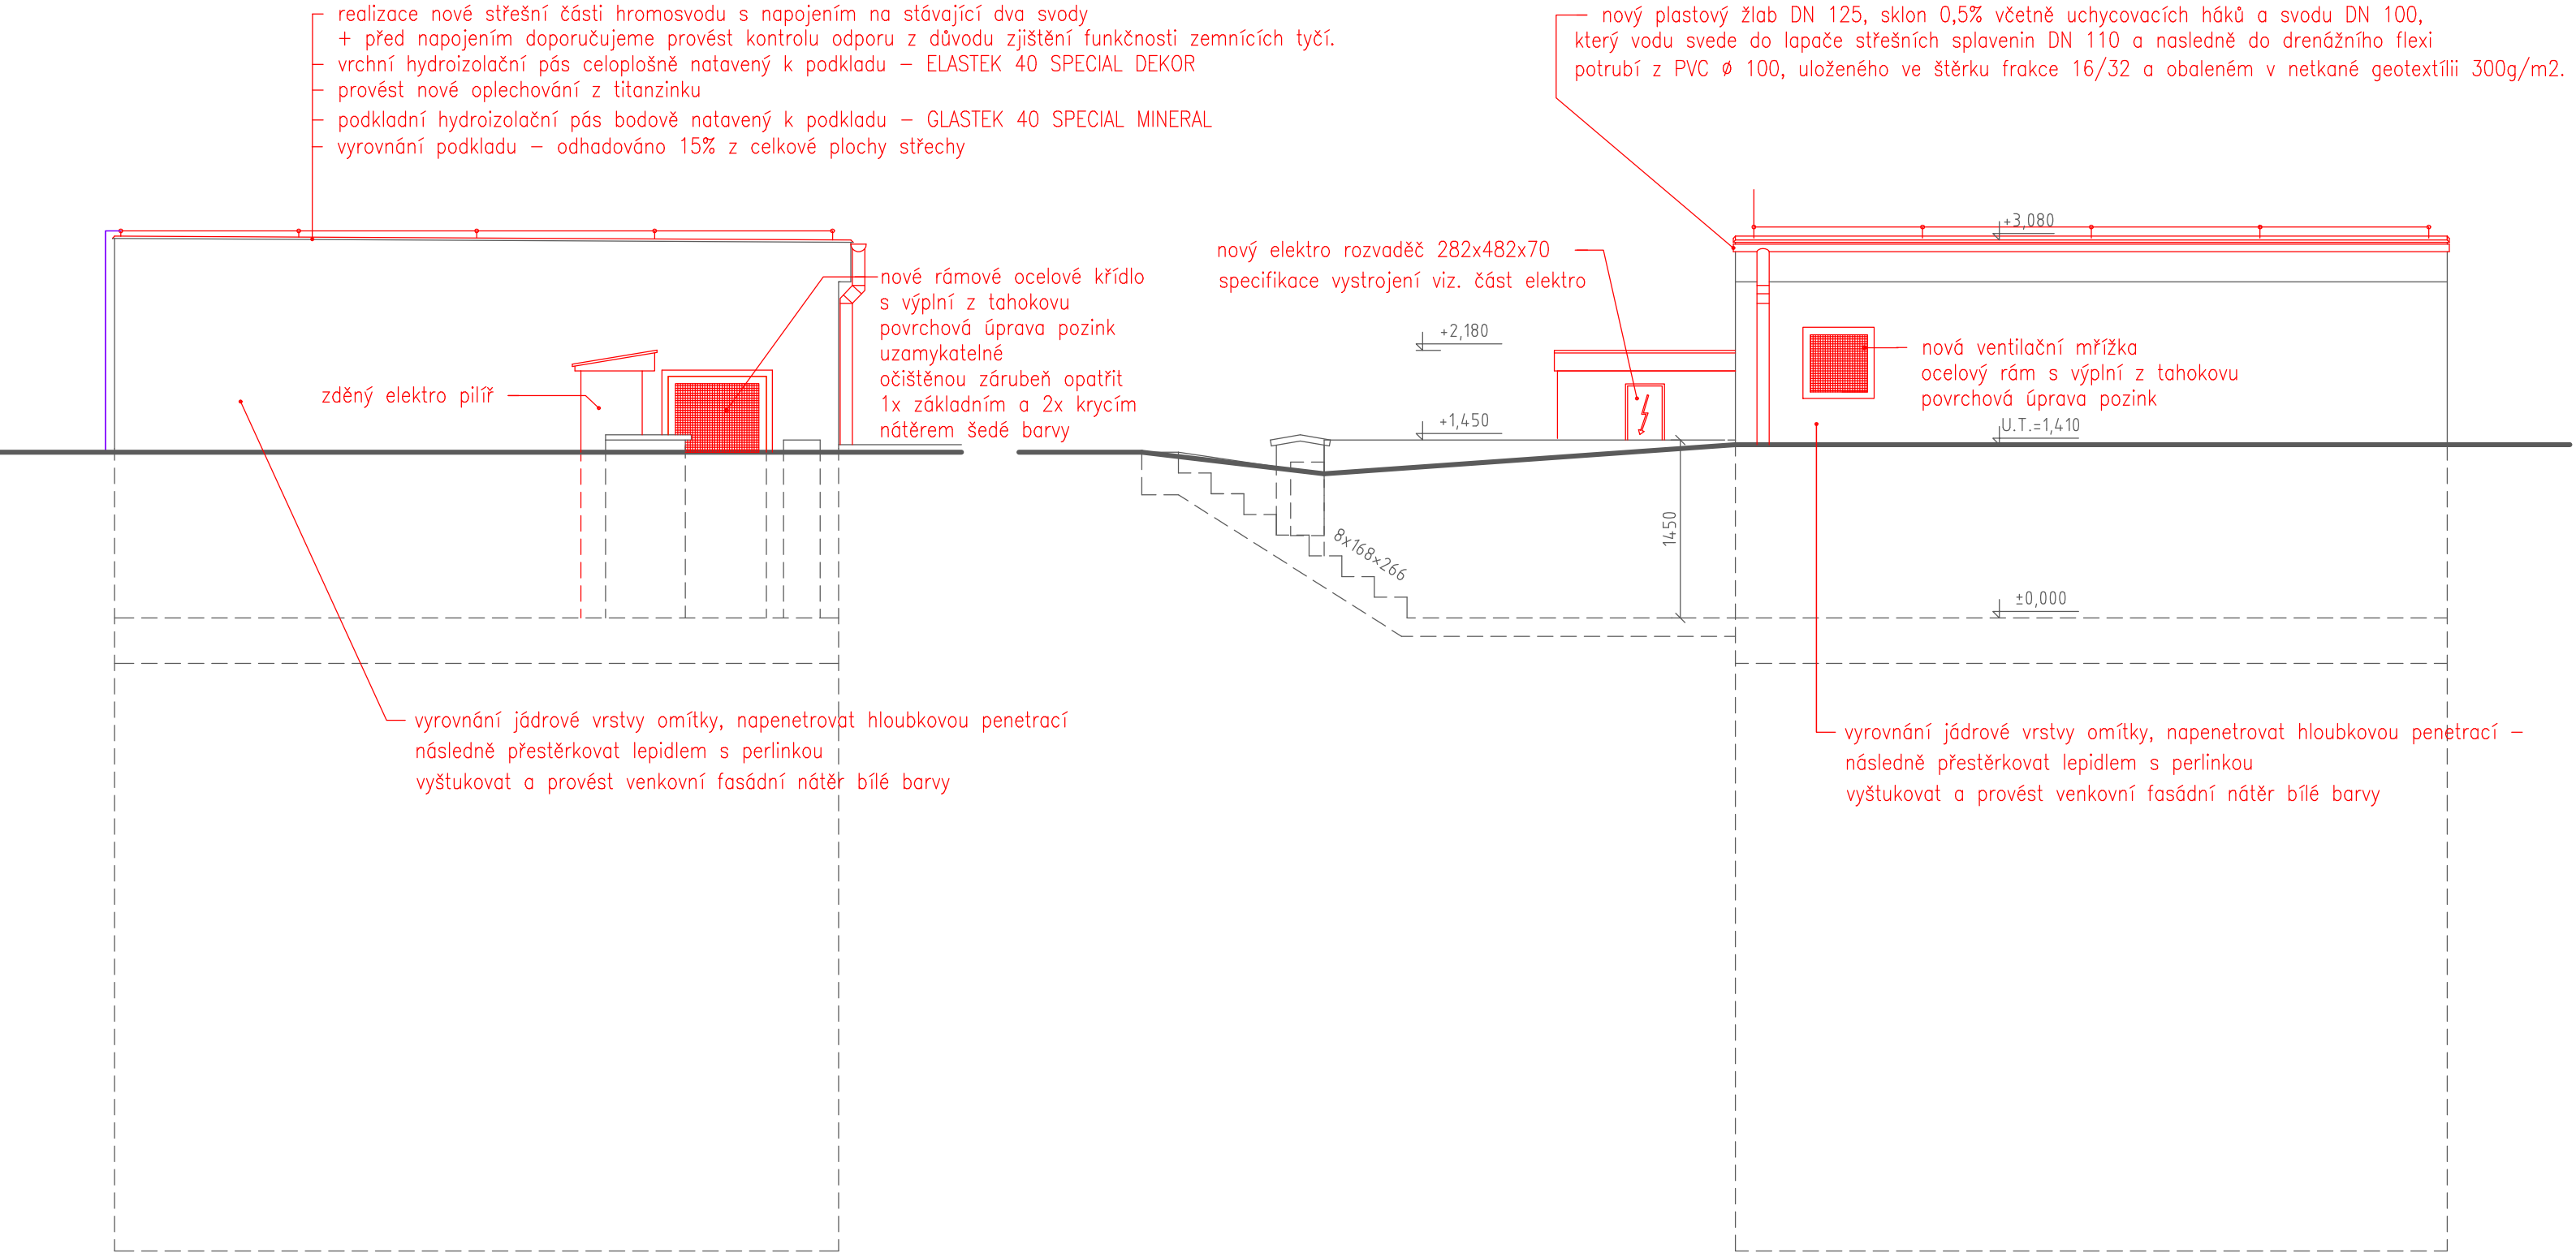 realizace nové střešní části hromosvodu s napojením na stávající dva svody
+ před napojením doporučujeme provést kontrolu odporu z důvodu zjištění funkčnosti zemnících tyčí.
vrchní hydroizolační pás celoplošně natavený k podkladu – ELASTEK 40 SPECIAL DEKOR
provést nové oplechování z titanzinku
podkladní hydroizolační pás bodově natavený k podkladu – GLASTEK 40 SPECIAL MINERAL
vyrovnání podkladu – odhadováno 15% z celkové plochy střechy
nový plastový žlab DN 125, sklon 0,5% včetně uchycovacích háků a svodu DN 100,
který vodu svede do lapače střešních splavenin DN 110 a nasledně do drenážního flexi
potrubí z PVC ø 100, uloženého ve štěrku frakce 16/32 a obaleném v netkané geotextílii 300g/m2.
+3,080
nový elektro rozvaděč 282x482x70
specifikace vystrojení viz. část elektro
nové rámové ocelové křídlo
s výplní z tahokovu
povrchová úprava pozink
uzamykatelné
očištěnou zárubeň opatřit
1x základním a 2x krycím
nátěrem šedé barvy
zděný elektro pilíř
+2,180
+1,450
nová ventilační mřížka
ocelový rám s výplní z tahokovu
povrchová úprava pozink
U.T.=1,410
8x168x266
1450
±0,000
vyrovnání jádrové vrstvy omítky, napenetrovat hloubkovou penetrací
následně přestěrkovat lepidlem s perlinkou
vyštukovat a provést venkovní fasádní nátěr bílé barvy
vyrovnání jádrové vrstvy omítky, napenetrovat hloubkovou penetrací –
následně přestěrkovat lepidlem s perlinkou
vyštukovat a provést venkovní fasádní nátěr bílé barvy